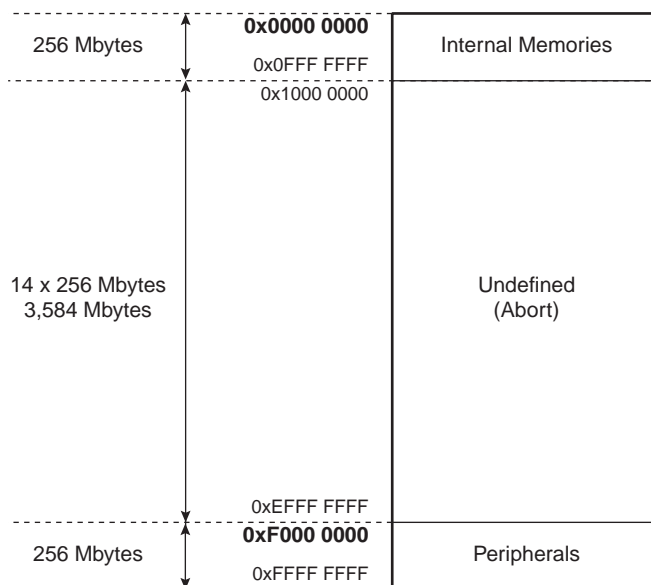 256 Mbytes
0x0000 0000
0x0FFF FFFF
Internal Memories
0x1000 0000
14 x 256 Mbytes
3,584 Mbytes
Undefined
(Abort)
0xEFFF FFFF
256 Mbytes
0xF000 0000
0xFFFF FFFF
Peripherals